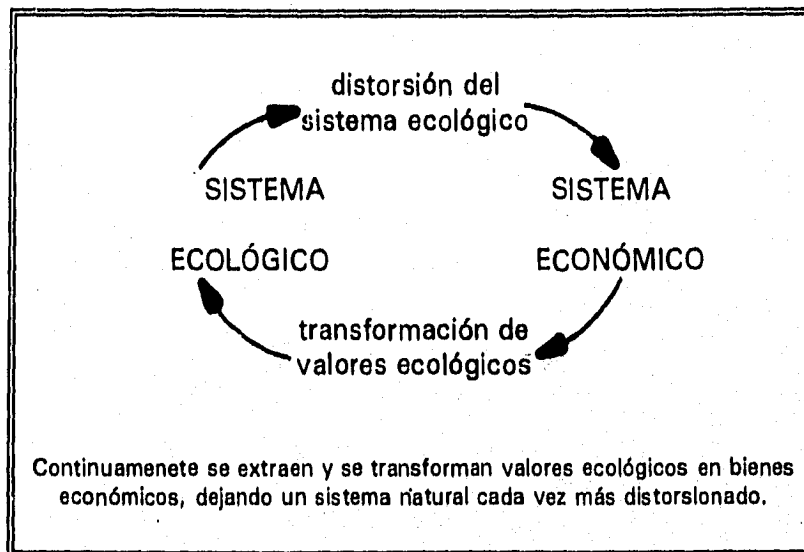 distorsión del
sistema ecológico
SISTEMA SISTEMA
ECOLÓGICO ECONÓMICO
transformación de
valores ecológicos
Continuamenete se extraen y se transforman valores ecológicos en bienes
económicos, dejando un sistema natural cada vez más distorslonado.